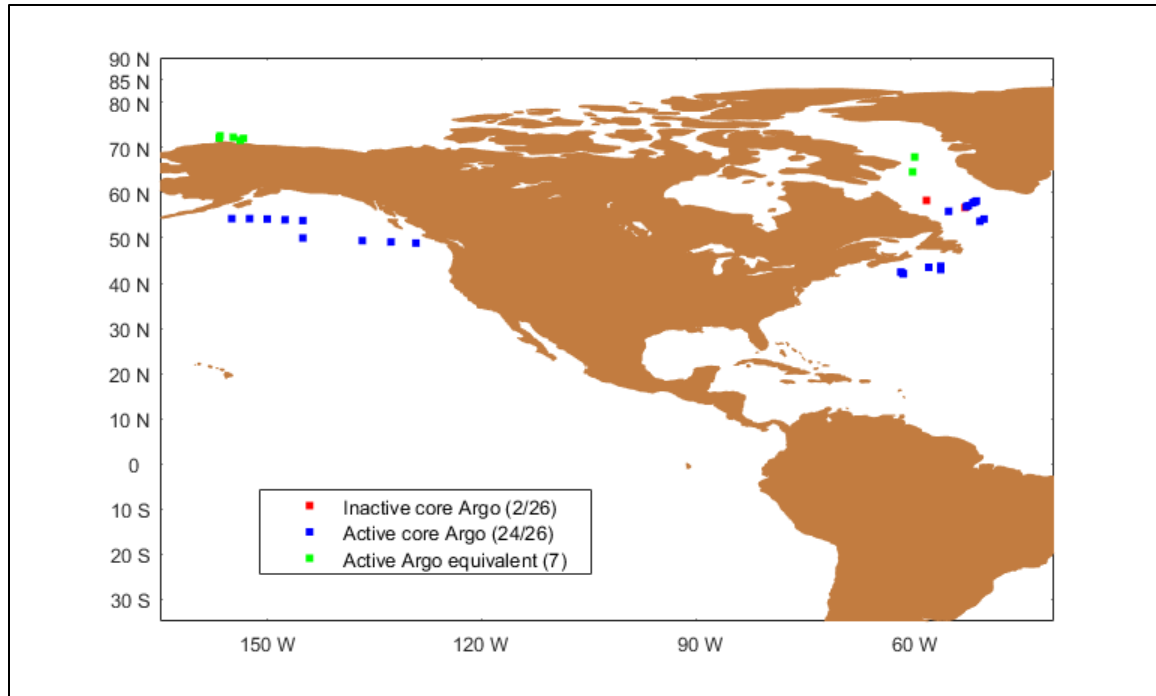 90 N
85 N
80 N
70 N
60 N
50 N
40 N
30 N
20 N
10 N
0
10 S
20 S
30 S
Inactive core Argo (2/26)
Active core Argo (24/26)
Active Argo equivalent (7)
150 W 120 W 90 W 60 W